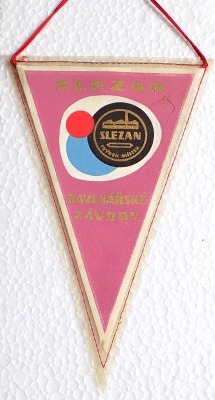 SLEZAN
SLEZAN
FRÝDEK MÍSTEK
BAVLNÁŘSKÉ
ZÁVODY